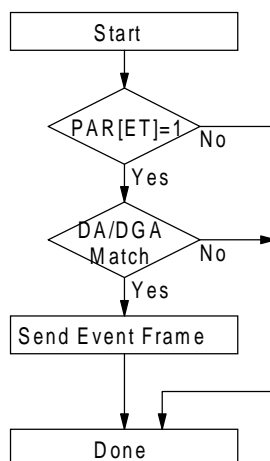 Start
PAR[ET]=1
No
Yes
DA/DGA
Match
No
Yes
Send Event Frame
Done